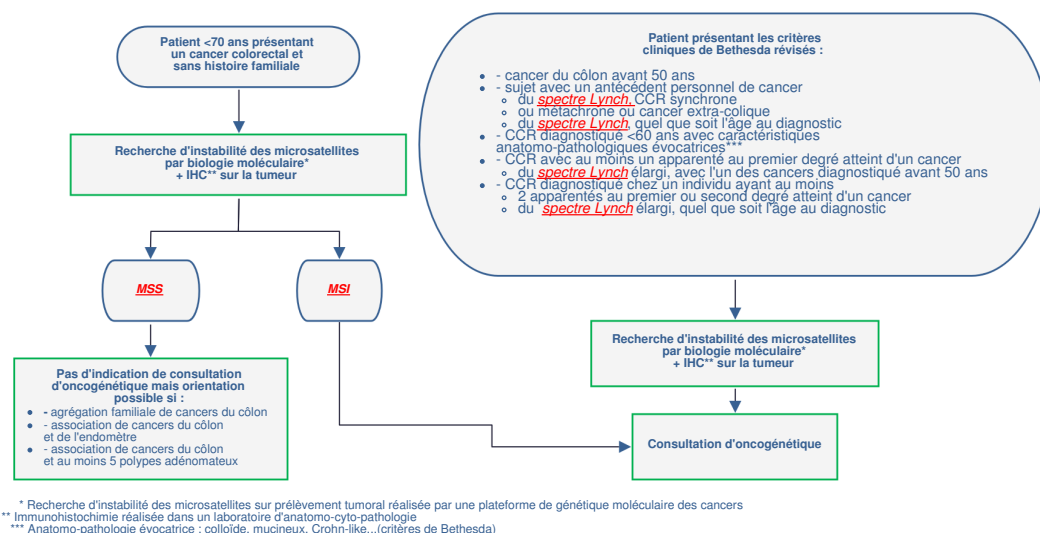 Patient <70 ans présentant
un cancer colorectal et
sans histoire familiale
Recherche d'instabilité des microsatellites
par biologie moléculaire*
+ IHC** sur la tumeur
MSS
MSI
Pas d'indication de consultation
d'oncogénétique mais orientation
possible si :
- agrégation familiale de cancers du côlon
- association de cancers du côlon
et de l'endomètre
- association de cancers du côlon
et au moins 5 polypes adénomateux
Patient présentant les critères
cliniques de Bethesda révisés :
- cancer du côlon avant 50 ans
- sujet avec un antécédent personnel de cancer
du spectre Lynch, CCR synchrone
ou métachrone ou cancer extra-colique
du spectre Lynch, quel que soit l'âge au diagnostic
- CCR diagnostiqué <60 ans avec caractéristiques
anatomo-pathologiques évocatrices***
- CCR avec au moins un apparenté au premier degré atteint d'un cancer
du spectre Lynch élargi, avec l'un des cancers diagnostiqué avant 50 ans
- CCR diagnostiqué chez un individu ayant au moins
2 apparentés au premier ou second degré atteint d'un cancer
du spectre Lynch élargi, quel que soit l'âge au diagnostic
Recherche d'instabilité des microsatellites
par biologie moléculaire*
+ IHC** sur la tumeur
Consultation d'oncogénétique
* Recherche d'instabilité des microsatellites sur prélèvement tumoral réalisée par une plateforme de génétique moléculaire des cancers
** Immunohistochimie réalisée dans un laboratoire d'anatomo-cyto-pathologie
*** Anatomo-pathologie évocatrice : colloïde, mucineux, Crohn-like...(critères de Bethesda)